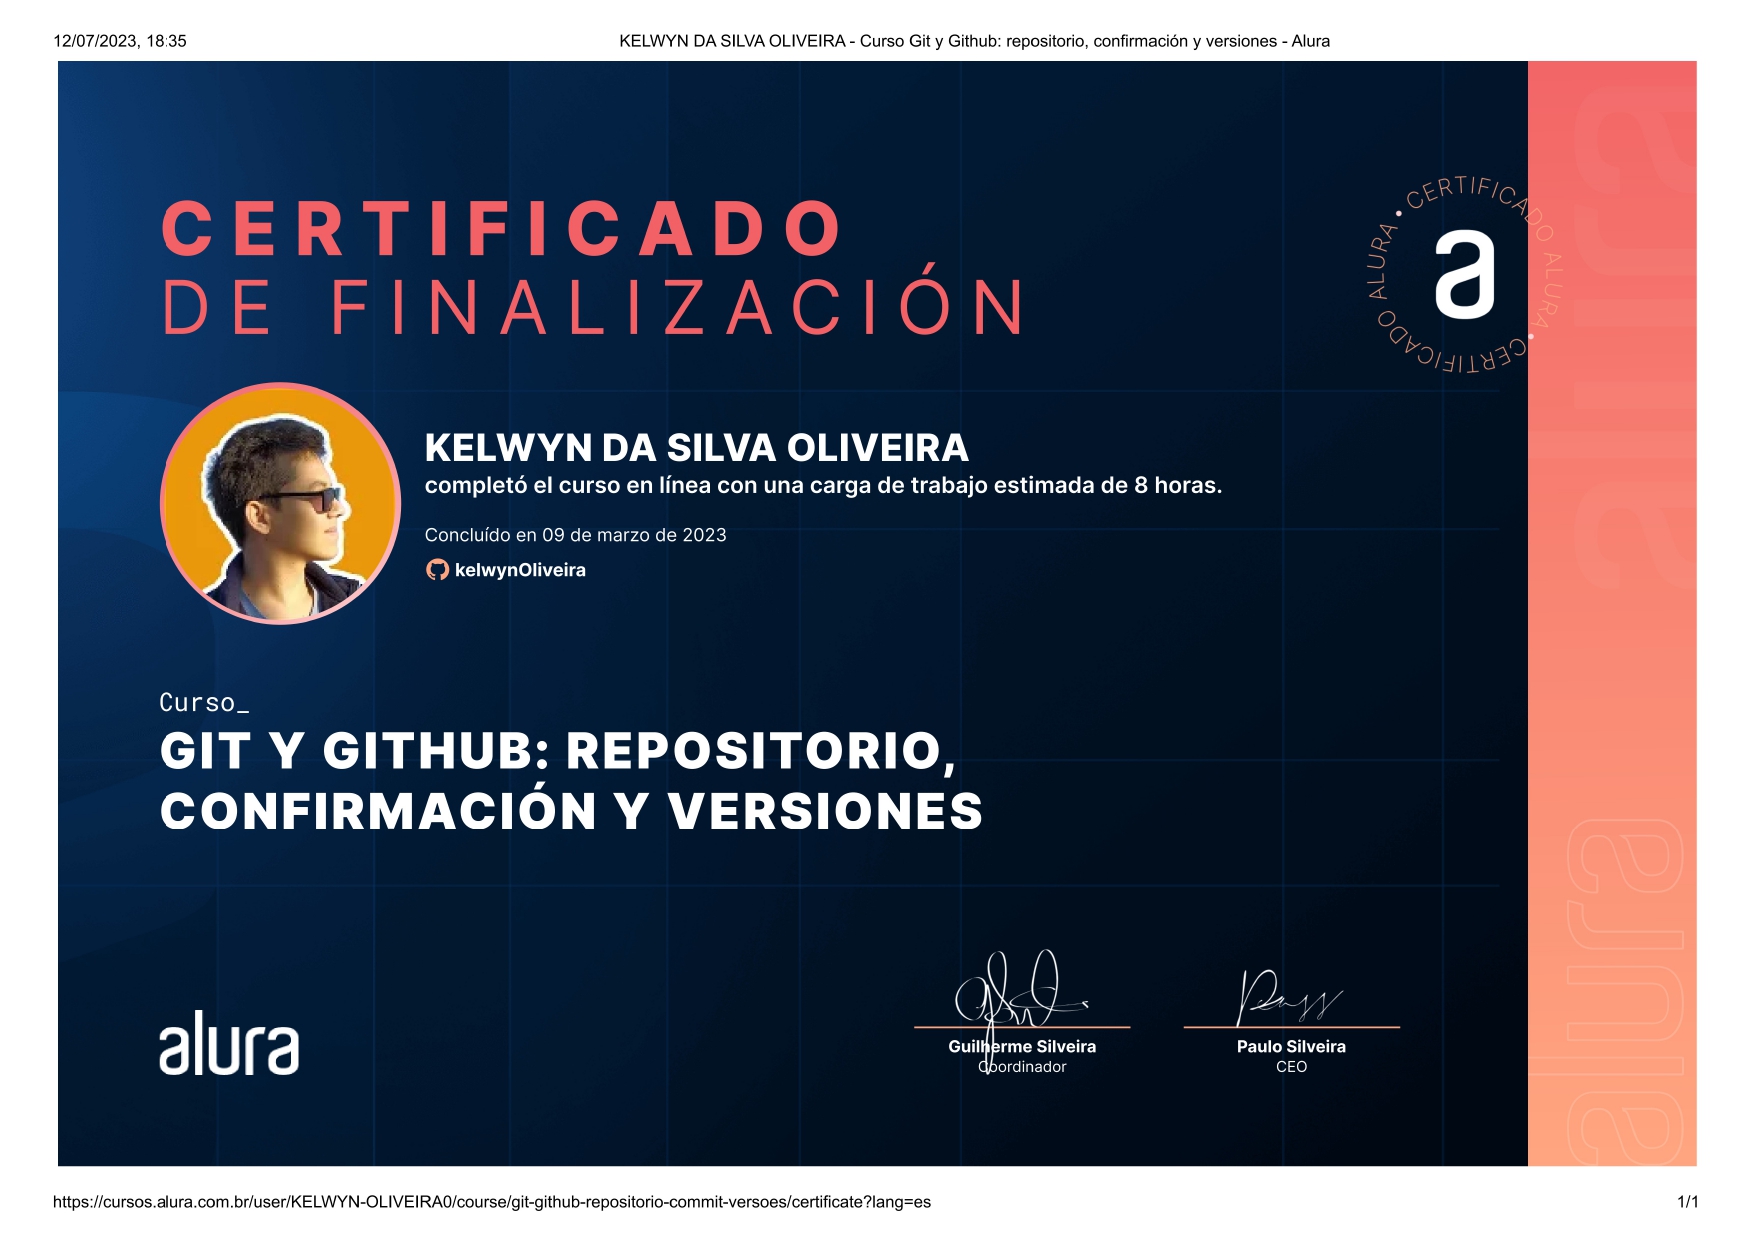 12/07/2023, 18:35
KELWYN DA SILVA OLIVEIRA - Curso Git y Github: repositorio, confirmación y versiones - Alura
CERTIFICADO
DE FINALIZACIÓN
CERTIFICADO ALURA • CERTIFICADO ALURA •
a
KELWYN DA SILVA OLIVEIRA
completó el curso en línea con una carga de trabajo estimada de 8 horas.
Concluído en 09 de marzo de 2023
kelwynOliveira
Curso_
GIT Y GITHUB: REPOSITORIO,
CONFIRMACIÓN Y VERSIONES
alura
Guilherme Silveira
Coordinador
Paulo Silveira
CEO
alura
alura
https://cursos.alura.com.br/user/KELWYN-OLIVEIRA0/course/git-github-repositorio-commit-versoes/certificate?lang=es
1/1